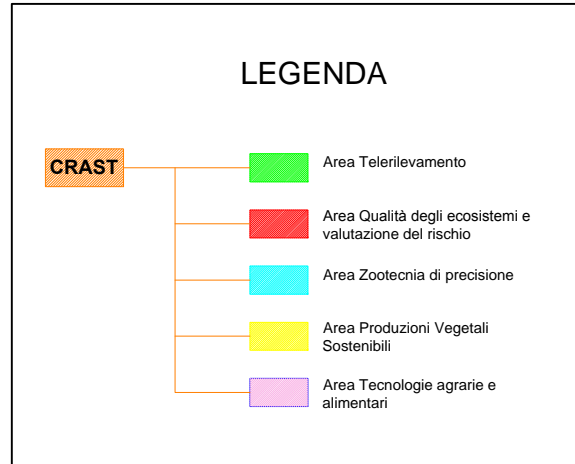 LEGENDA
CRAST
Area Telerilevamento
Area Qualità degli ecosistemi e
valutazione del rischio
Area Zootecnia di precisione
Area Produzioni Vegetali
Sostenibili
Area Tecnologie agrarie e
alimentari